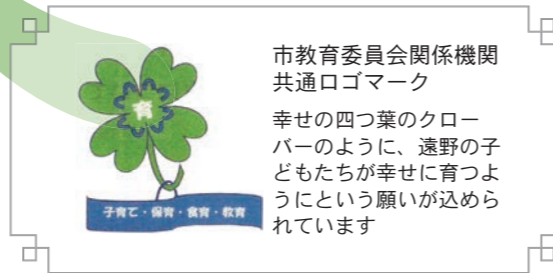 市教育委員会関係機関
共通ロゴマーク
幸せの四つ葉のクロー
バーのように、遠野の子
どもたちが幸せに育つよ
うにという願いが込めら
れています
育
子育て・保育・食育・教育